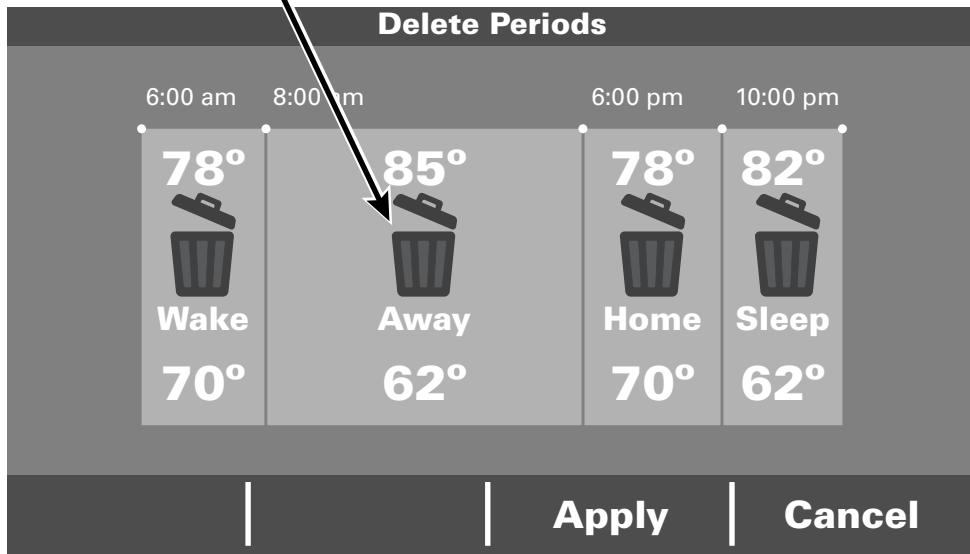 Delete Periods
6:00 am 8:00 am 6:00 pm 10:00 pm
78º 85º 78º 82º
Wake Away Home Sleep
70º 62º 70º 62º
Apply Cancel